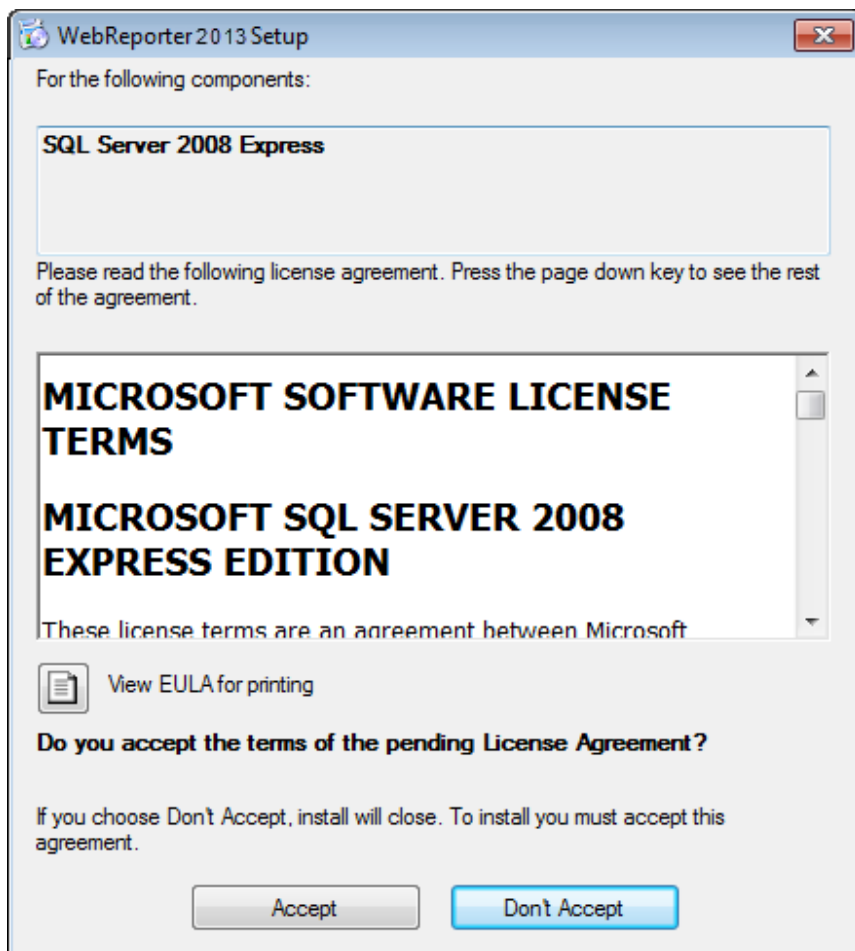 WebReporter 2013 Setup
For the following components:
SQL Server 2008 Express
Please read the following license agreement. Press the page down key to see the rest
of the agreement.
MICROSOFT SOFTWARE LICENSE
TERMS
MICROSOFT SQL SERVER 2008
EXPRESS EDITION
These license terms are an agreement between Microsoft
View EULA for printing
Do you accept the terms of the pending License Agreement?
If you choose Don't Accept, install will close. To install you must accept this
agreement.
Accept
Don't Accept